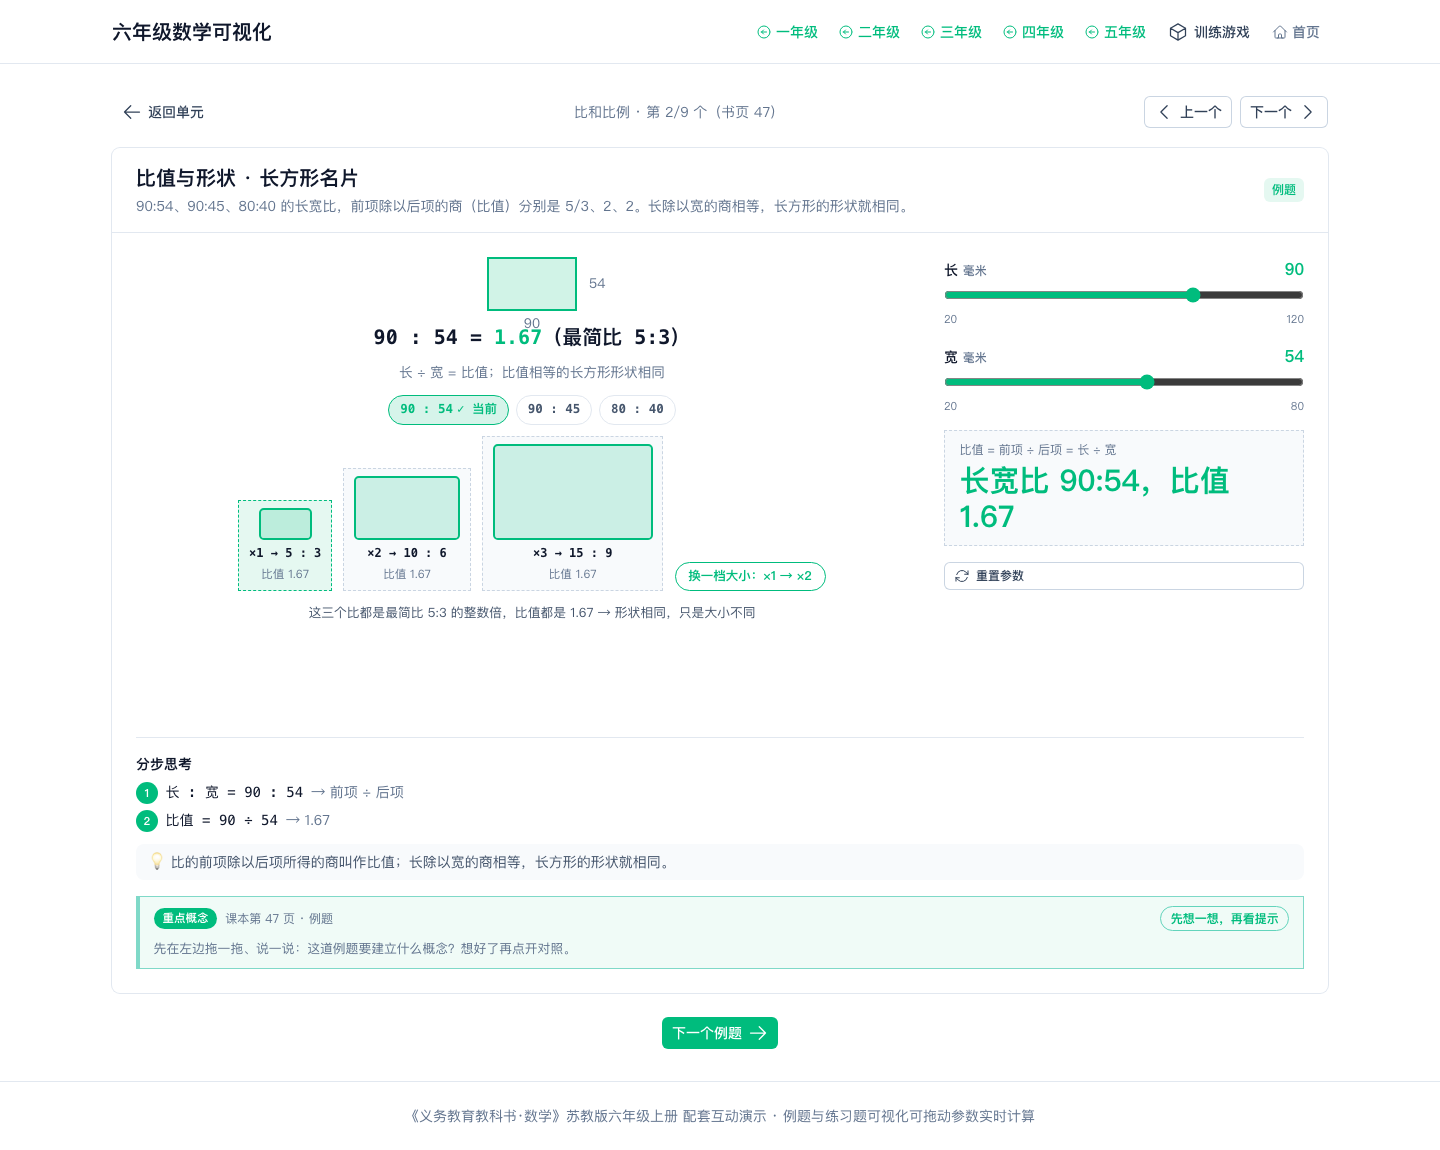 六年级数学可视化
一年级 二年级 三年级 四年级 五年级 训练游戏 首页
返回单元
比和比例 · 第 2/9 个（书页 47）
上一个 下一个
比值与形状 · 长方形名片
90:54、90:45、80:40 的长宽比，前项除以后项的商（比值）分别是 5/3、2、2。长除以宽的商相等，长方形的形状就相同。
例题
54
90
90 : 54 = 1.67（最简比 5:3）
长 ÷ 宽 = 比值；比值相等的长方形形状相同
90 : 54 ✓ 当前 90 : 45 80 : 40
×1 → 5 : 3
比值 1.67
×2 → 10 : 6
比值 1.67
×3 → 15 : 9
比值 1.67
换一档大小：×1 → ×2
这三个比都是最简比 5:3 的整数倍，比值都是 1.67 → 形状相同，只是大小不同
长 毫米 90
20 120
宽 毫米 54
20 80
比值 = 前项 ÷ 后项 = 长 ÷ 宽
长宽比 90:54，比值
1.67
重置参数
分步思考
1 长 : 宽 = 90 : 54 → 前项 ÷ 后项
2 比值 = 90 ÷ 54 → 1.67
💡 比的前项除以后项所得的商叫作比值；长除以宽的商相等，长方形的形状就相同。
重点概念 课本第 47 页 · 例题
先想一想，再看提示
先在左边拖一拖、说一说：这道例题要建立什么概念？想好了再点开对照。
下一个例题
《义务教育教科书·数学》苏教版六年级上册 配套互动演示 · 例题与练习题可视化可拖动参数实时计算